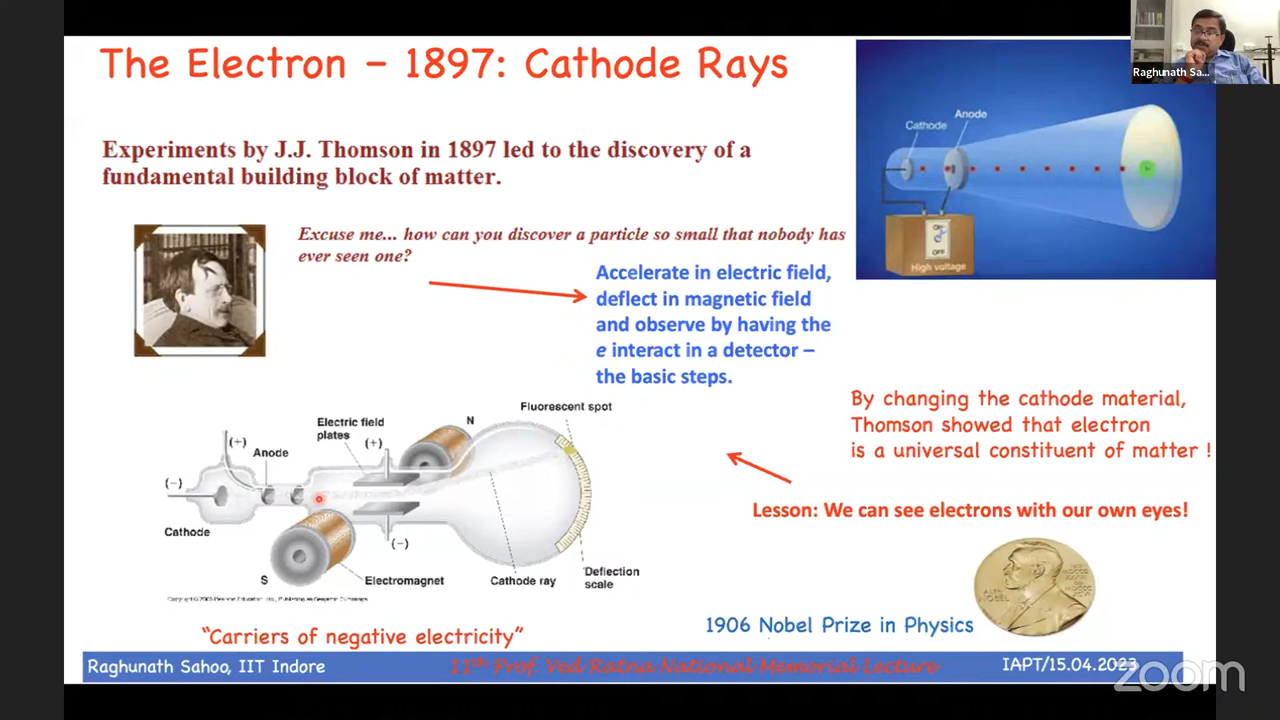 The Electron – 1897: Cathode Rays
Raghunath Sa...
Experiments by J.J. Thomson in 1897 led to the discovery of a
fundamental building block of matter.
Cathode
Anode
ON
OFF
High voltage
Excuse me... how can you discover a particle so small that nobody has
ever seen one?
Accelerate in electric field,
deflect in magnetic field
and observe by having the
e interact in a detector –
the basic steps.
By changing the cathode material,
Thomson showed that electron
is a universal constituent of matter !
Lesson: We can see electrons with our own eyes!
Fluorescent spot
N
Electric field
plates
(+)
(+)
Anode
(-)
Cathode
(-)
S
Electromagnet
Cathode ray
Deflection
scale
"Carriers of negative electricity"
1906 Nobel Prize in Physics
Raghunath Sahoo, IIT Indore
IIth Prof. Ved Ratna National Memorial Lecture
IAPT/15.04.2023
zoom